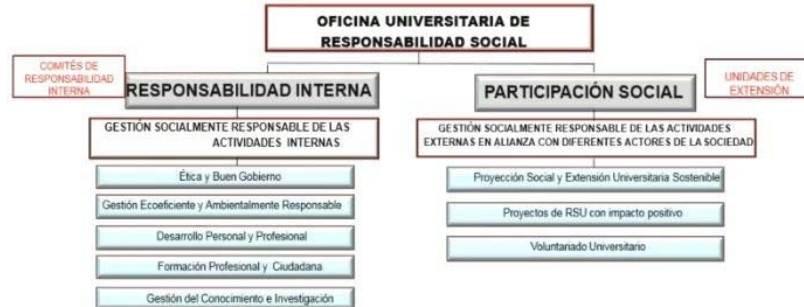 OFICINA UNIVERSITARIA DE
RESPONSABILIDAD SOCIAL
COMITÉS DE
RESPONSABILIDAD
INTERNA
RESPONSABILIDAD INTERNA
PARTICIPACIÓN SOCIAL
UNIDADES DE
EXTENSIÓN
GESTIÓN SOCIALMENTE RESPONSABLE DE LAS
ACTIVIDADES INTERNAS
GESTIÓN SOCIALMENTE RESPONSABLE DE LAS ACTIVIDADES
EXTERNAS EN ALIANZA CON DIFERENTES ACTORES DE LA SOCIEDAD
Ética y Buen Gobierno
Gestión Ecoeficiente y Ambientalmente Responsable
Desarrollo Personal y Profesional
Formación Profesional y Ciudadana
Gestión del Conocimiento e Investigación
Proyección Social y Extensión Universitaria Sostenible
Proyectos de RSU con impacto positivo
Voluntariado Universitario